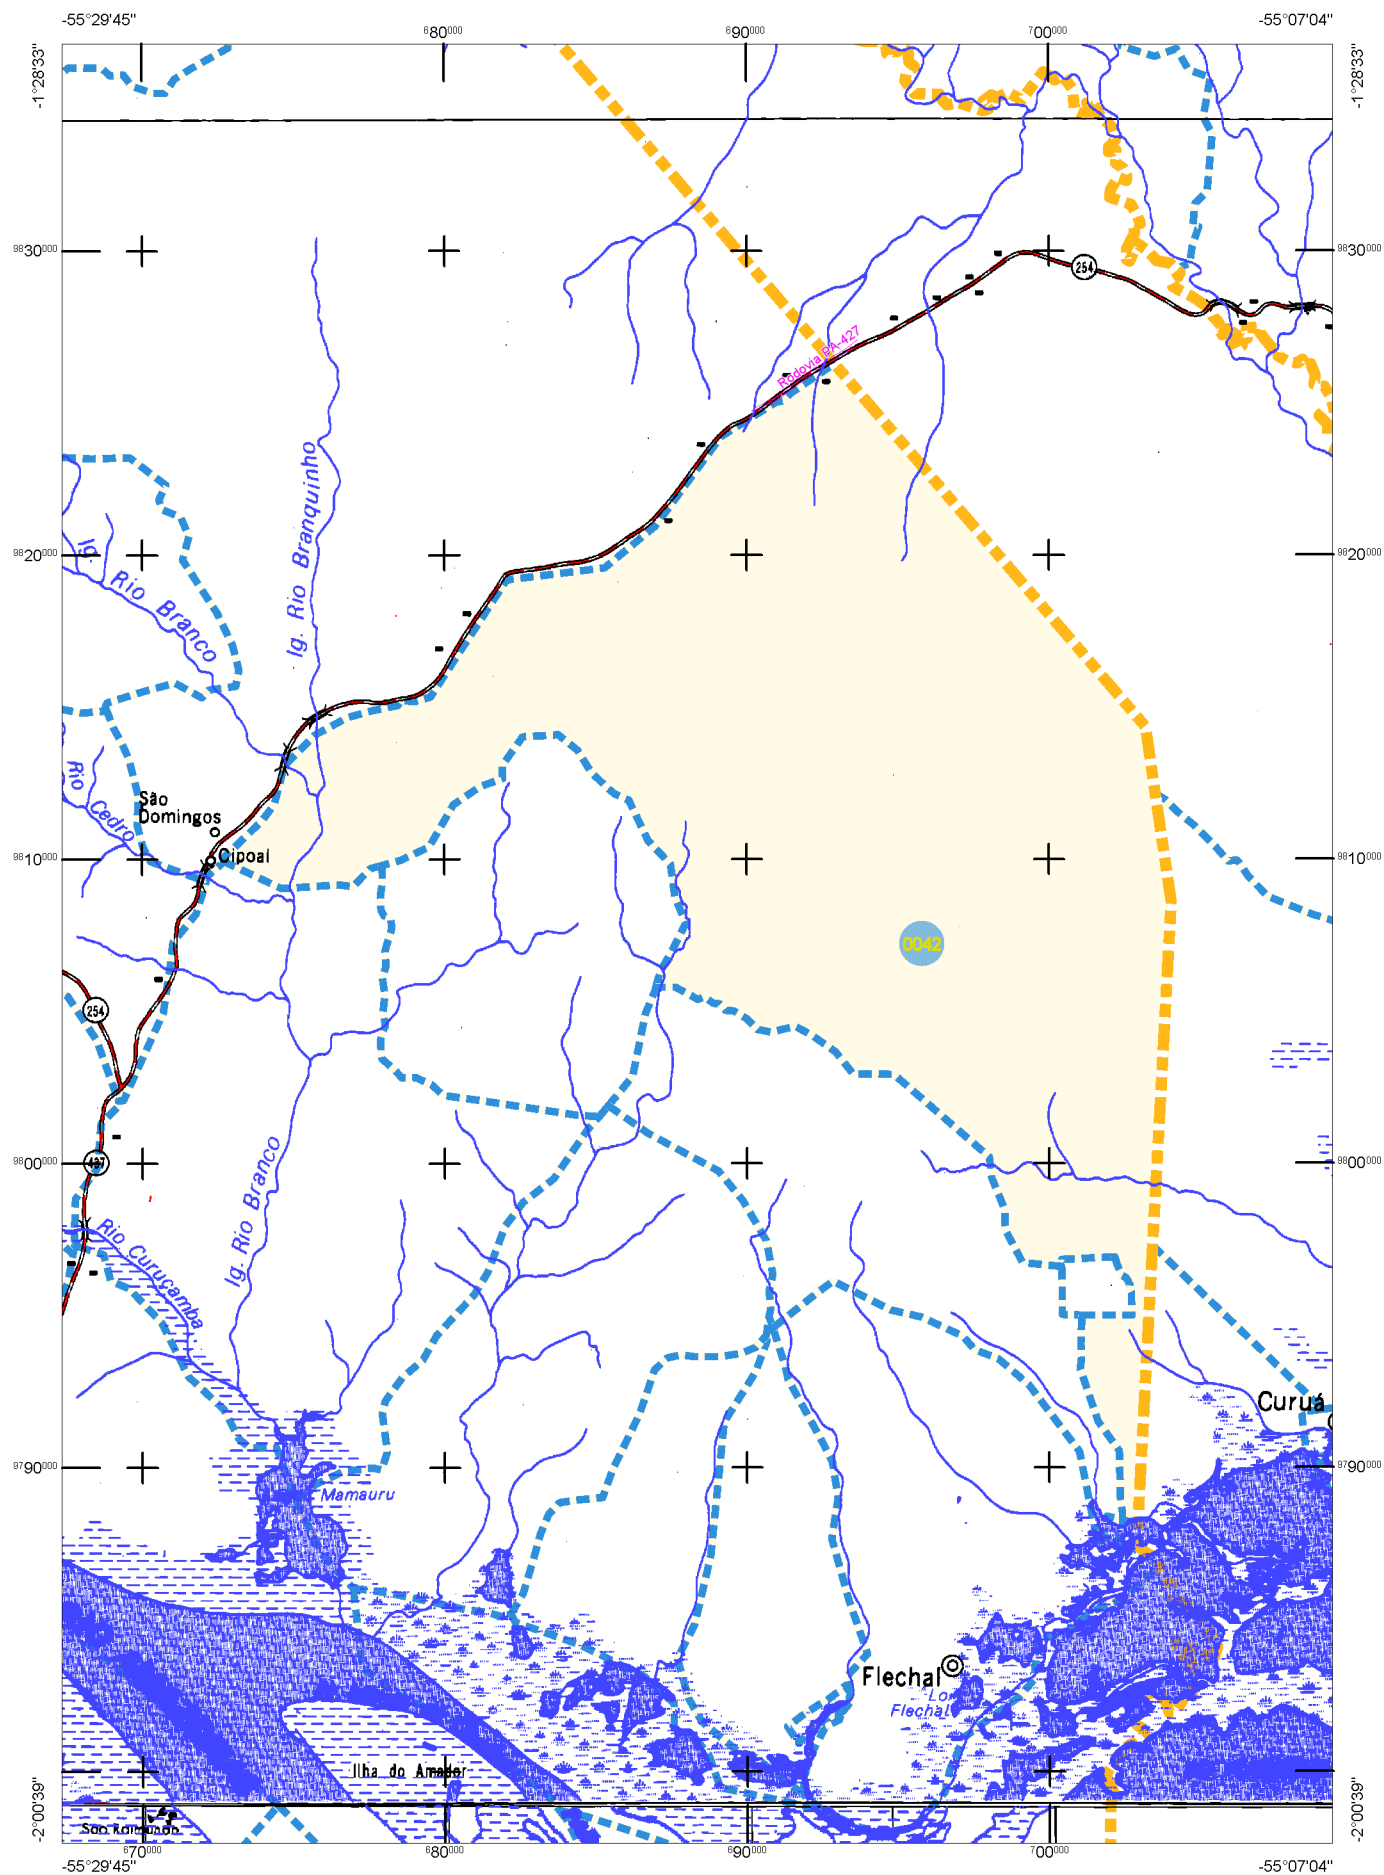 -55°29'45"
-55°07'04"
680000
690000
700000
-1°28'33"
-1°28'33"
9830000
9830000
254
Rodovia PA-427
Ig. Rio Branquinho
9820000
9820000
Ig. Rio Branco
Rio Cedro
São
Domingos
Cipoal
9810000
9810000
0042
254
9800000
9800000
437
Rio Curuçamba
Ig. Rio Branco
Curuá
9790000
9790000
Mamauru
Flechal
Lo
Flechal
Ilha do Amador
São Raimundo
-2°00'39"
-2°00'39"
670000
680000
690000
700000
-55°29'45"
-55°07'04"